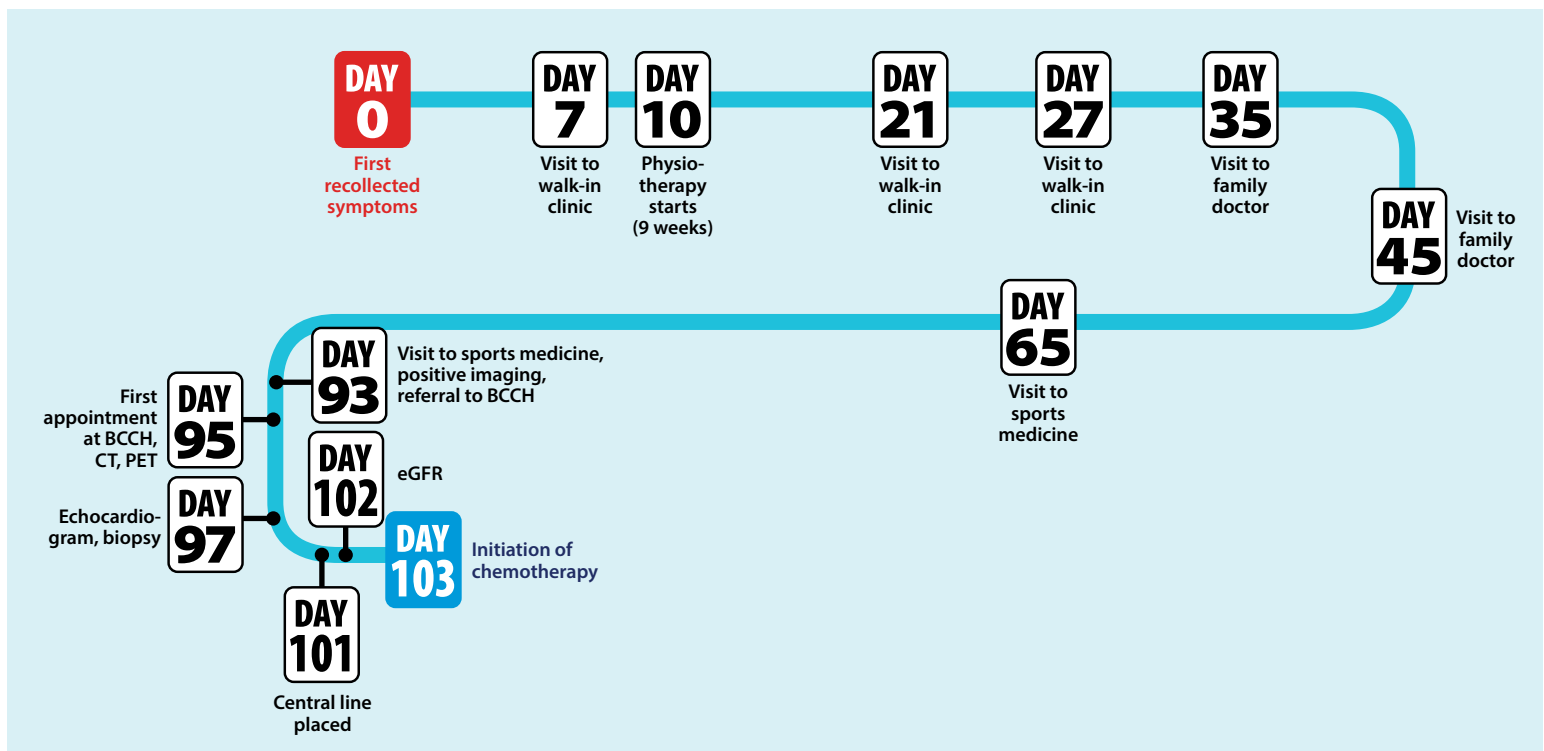 DAY
0
First
recollected
symptoms
DAY
7
Visit to
walk-in
clinic
DAY
10
Physio-
therapy
starts
(9 weeks)
DAY
21
Visit to
walk-in
clinic
DAY
27
Visit to
walk-in
clinic
DAY
35
Visit to
family
doctor
DAY
45
Visit to
family
doctor
DAY
65
Visit to
sports
medicine
DAY
93
Visit to sports medicine,
positive imaging,
referral to BCCH
DAY
95
First
appointment
at BCCH,
CT, PET
DAY
97
Echocardio-
gram, biopsy
DAY
101
Central line
placed
DAY
102
eGFR
DAY
103
Initiation of
chemotherapy